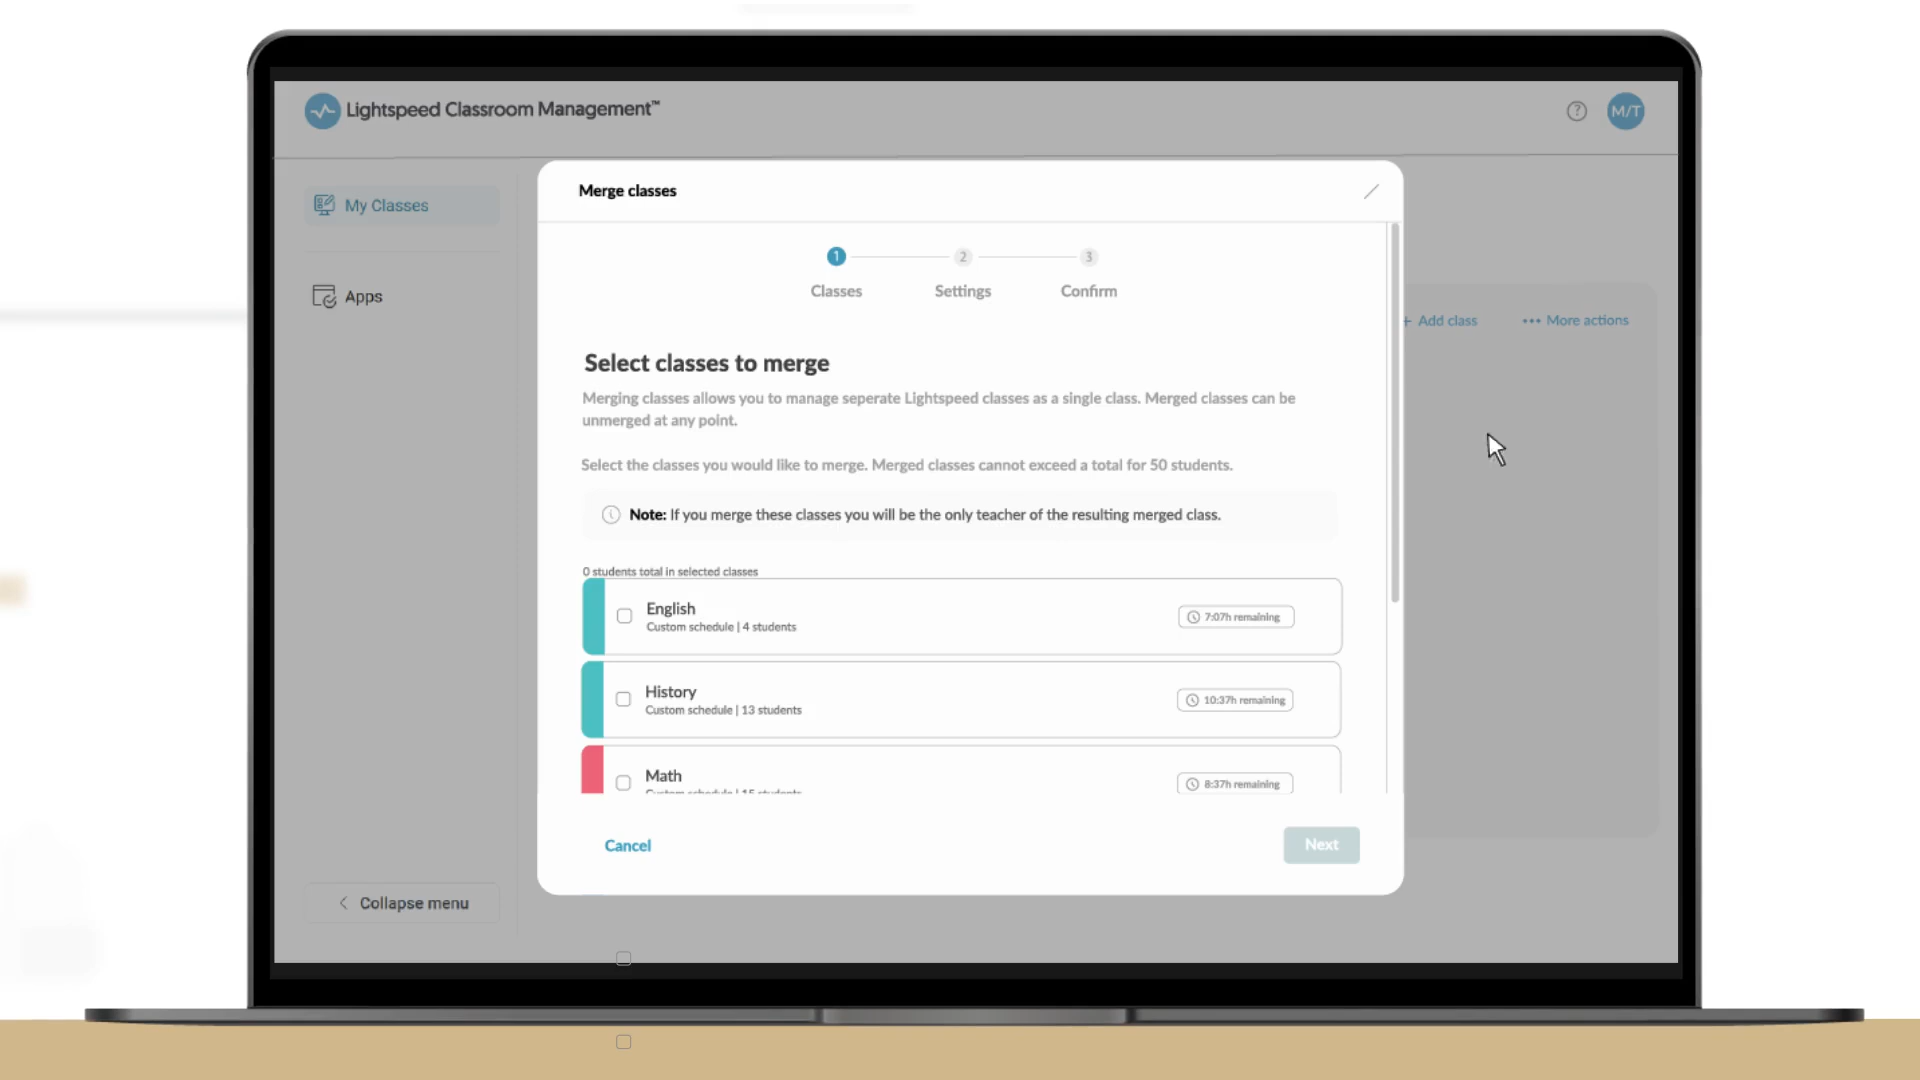 Lightspeed Classroom Management™
?
M/T
My Classes
Apps
Collapse menu
+ Add class
••• More actions
Merge classes
1
2
3
Classes
Settings
Confirm
Select classes to merge
Merging classes allows you to manage seperate Lightspeed classes as a single class. Merged classes can be
unmerged at any point.
Select the classes you would like to merge. Merged classes cannot exceed a total for 50 students.
Note: If you merge these classes you will be the only teacher of the resulting merged class.
0 students total in selected classes
English
Custom schedule | 4 students
7:07h remaining
History
Custom schedule | 13 students
10:37h remaining
Math
Custom schedule | 15 students
8:37h remaining
Cancel
Next